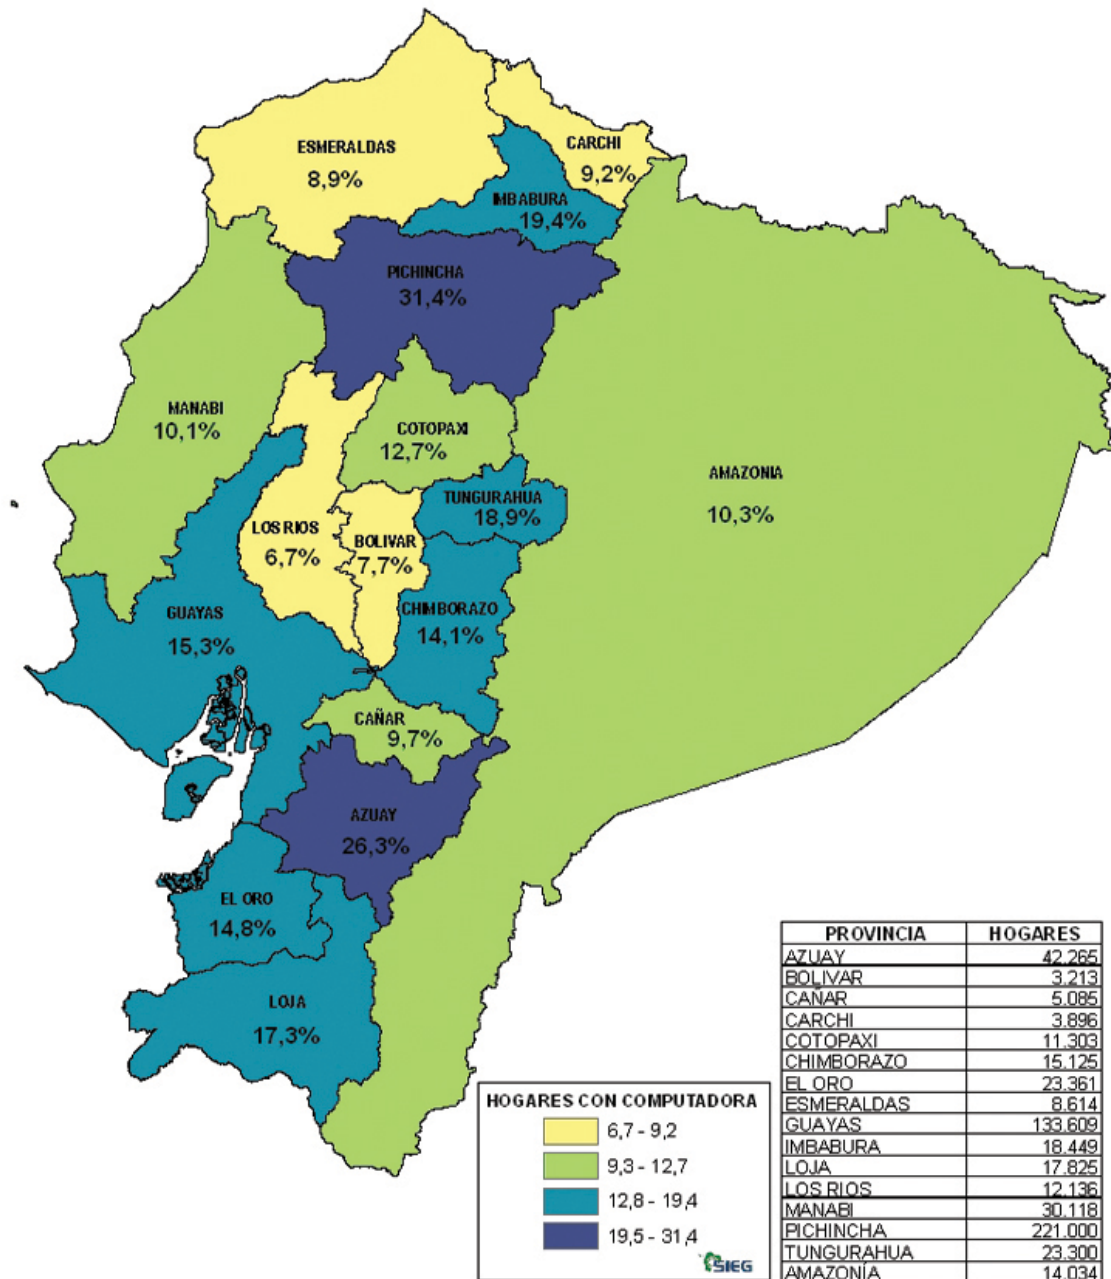 ESMERALDAS
8,9%
CARCHI
9,2%
IMBABURA
19,4%
PICHINCHA
31,4%
MANABI
10,1%
COTOPAXI
12,7%
AMAZONIA
10,3%
TUNGURAHUA
18,9%
LOS RIOS
6,7%
BOLIVAR
7,7%
CHIMBORAZO
14,1%
GUAYAS
15,3%
CAÑAR
9,7%
AZUAY
26,3%
EL ORO
14,8%
LOJA
17,3%
HOGARES CON COMPUTADORA
6,7 - 9,2
9,3 - 12,7
12,8 - 19,4
19,5 - 31,4
SIEG
PROVINCIA HOGARES
AZUAY 42.265
BOLIVAR 3.213
CAÑAR 5.085
CARCHI 3.896
COTOPAXI 11.303
CHIMBORAZO 15.125
EL ORO 23.361
ESMERALDAS 8.614
GUAYAS 133.609
IMBABURA 18.449
LOJA 17.825
LOS RIOS 12.136
MANABI 30.118
PICHINCHA 221.000
TUNGURAHUA 23.300
AMAZONÍA 14.034